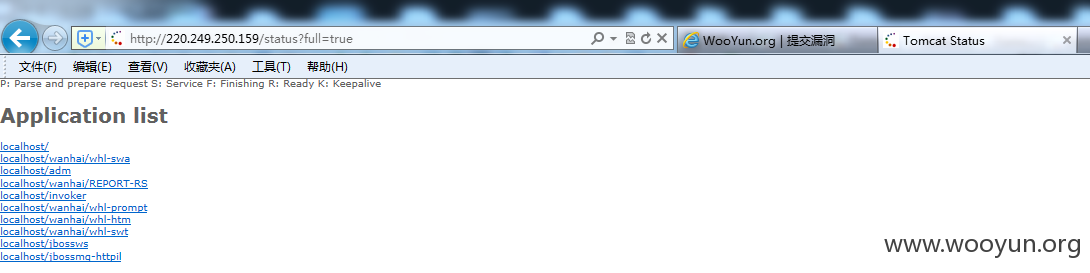 http://220.249.250.159/status?full=true
WooYun.org | 提交漏洞
Tomcat Status
文件(F) 编辑(E) 查看(V) 收藏夹(A) 工具(T) 帮助(H)
P: Parse and prepare request S: Service F: Finishing R: Ready K: Keepalive
Application list
localhost/
localhost/wanhai/whl-swa
localhost/adm
localhost/wanhai/REPORT-RS
localhost/invoker
localhost/wanhai/whl-prompt
localhost/wanhai/whl-htm
localhost/wanhai/whl-swt
localhost/jbossws
localhost/jbossmq-httpil
www.wooyun.org